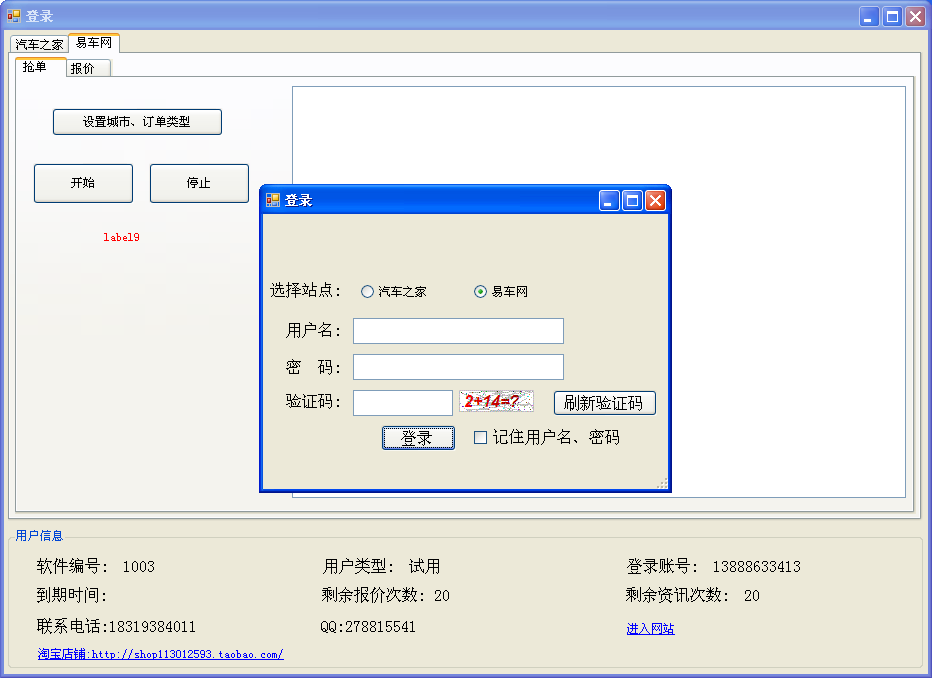 登录
汽车之家 易车网
抢单 报价
设置城市、订单类型
开始 停止
label9
登录
选择站点： 汽车之家 易车网
用户名：
密 码：
验证码： 2+14=? 刷新验证码
登录 记住用户名、密码
用户信息
软件编号： 1003 用户类型： 试用 登录账号： 13888633413
到期时间： 剩余报价次数：20 剩余资讯次数： 20
联系电话:18319384011 QQ:278815541 进入网站
淘宝店铺:http://shop113012593.taobao.com/